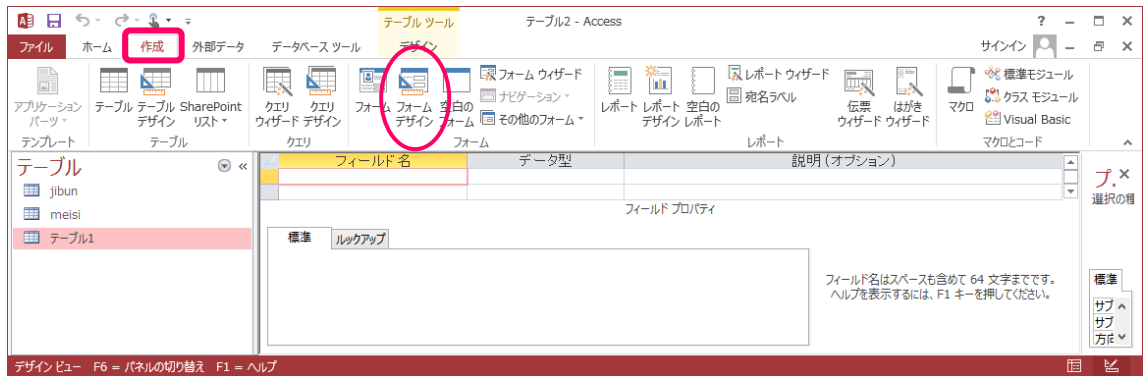 テーブル ツール
テーブル2 - Access
?
ファイル
ホーム
作成
外部データ
データベース ツール
デザイン
サインイン
アプリケーション
パーツ
テンプレート
テーブル
テーブル
デザイン
SharePoint
リスト
テーブル
クエリ
ウィザード
クエリ
デザイン
クエリ
フォーム
フォーム
デザイン
空白の
フォーム
フォーム ウィザード
ナビゲーション
その他のフォーム
フォーム
レポート
レポート
デザイン
空白の
レポート
レポート ウィザード
宛名ラベル
伝票
ウィザード
はがき
ウィザード
レポート
マクロ
標準モジュール
クラス モジュール
Visual Basic
マクロとコード
テーブル
jibun
meisi
テーブル1
フィールド名
データ型
説明(オプション)
フィールド プロパティ
標準
ルックアップ
フィールド名はスペースも含めて 64 文字までです。
ヘルプを表示するには、F1 キーを押してください。
プ.
選択の種
標準
サブ
サブ
方向
デザイン ビュー F6 = パネルの切り替え F1 = ヘルプ